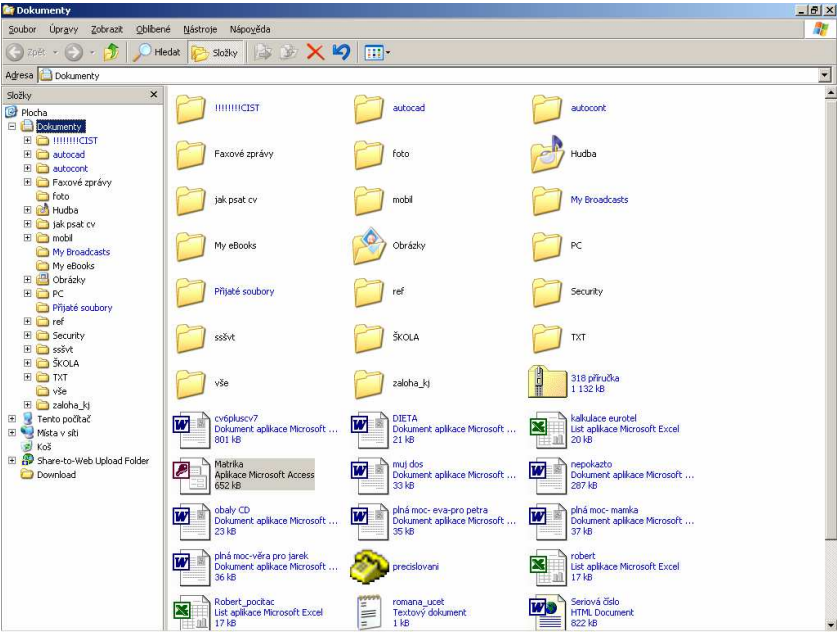 Dokumenty
Soubor Úpravy Zobrazit Oblíbené Nástroje Nápověda
Zpět Hledat Složky
Adresa Dokumenty
Složky
Plocha
Dokumenty
!!!!!!!!CIST
autocad
autocont
Faxové zprávy
foto
Hudba
jak psat cv
mobil
My Broadcasts
My eBooks
Obrázky
PC
Přijaté soubory
ref
Security
ssšvt
ŠKOLA
TXT
vše
zaloha_kj
Tento počítač
Místa v síti
Koš
Share-to-Web Upload Folder
Download
!!!!!!!!CIST autocad autocont
Faxové zprávy foto Hudba
jak psat cv mobil My Broadcasts
My eBooks Obrázky PC
Přijaté soubory ref Security
ssšvt ŠKOLA TXT
vše zaloha_kj
318 příručka
1 132 kB
cv6pluscv7
Dokument aplikace Microsoft ...
801 kB
DIETA
Dokument aplikace Microsoft ...
21 kB
kalkulace eurotel
List aplikace Microsoft Excel
20 kB
Matrika
Aplikace Microsoft Access
652 kB
muj dos
Dokument aplikace Microsoft ...
33 kB
nepokazto
Dokument aplikace Microsoft ...
287 kB
obaly CD
Dokument aplikace Microsoft ...
23 kB
plná moc- eva-pro petra
Dokument aplikace Microsoft ...
35 kB
plná moc- mamka
Dokument aplikace Microsoft ...
37 kB
plná moc-věra pro jarek
Dokument aplikace Microsoft ...
36 kB
precislovani
robert
List aplikace Microsoft Excel
17 kB
Robert_pocitac
List aplikace Microsoft Excel
17 kB
romana_ucet
Textový dokument
1 kB
Seriová číslo
HTML Document
822 kB